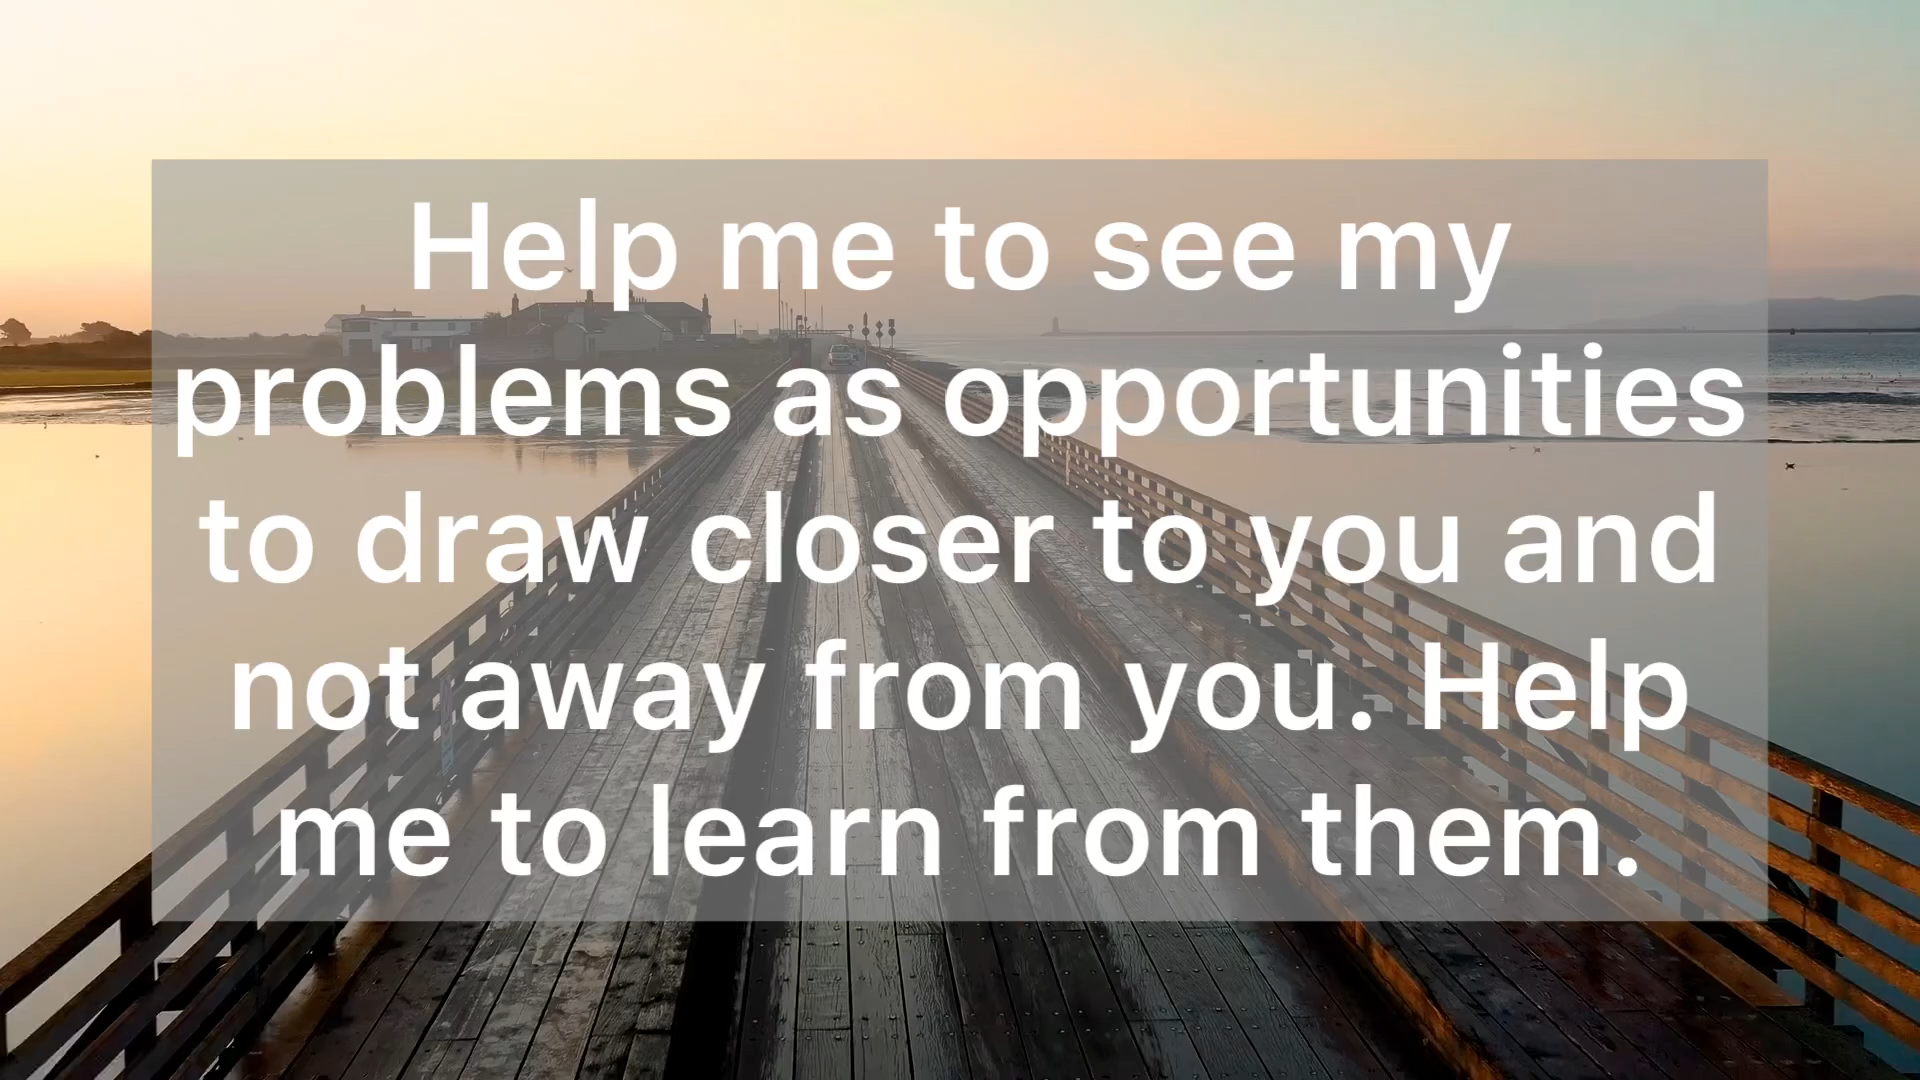 Help me to see my
problems as opportunities
to draw closer to you and
not away from you. Help
me to learn from them.